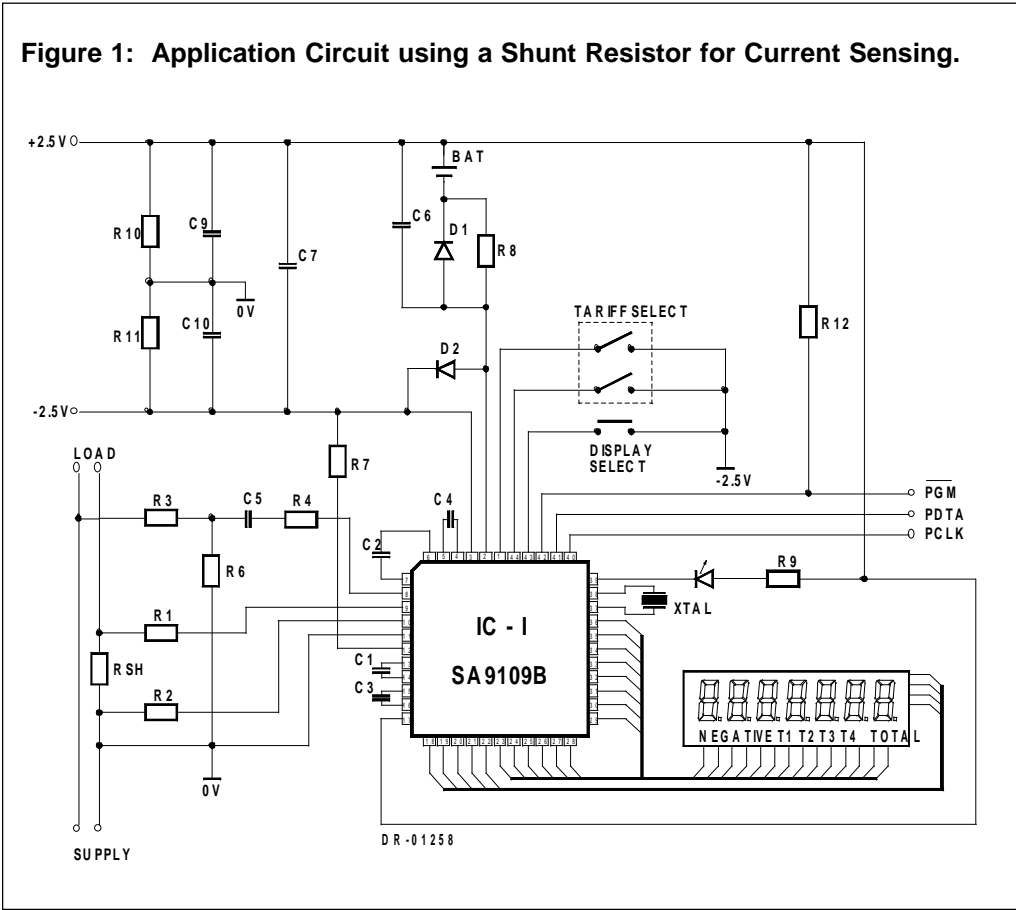 Figure 1: Application Circuit using a Shunt Resistor for Current Sensing.
+2.5V
BAT
C6
D1
R8
R10
C9
C7
0V
R11
C10
TARIFF SELECT
R12
D2
-2.5V
DISPLAY
SELECT
-2.5V
LOAD
R7
R3
C5
R4
C4
PGM
PDTA
PCLK
C2
R6
R9
XTAL
R1
IC - I
SA9109B
C1
RSH
C3
R2
NEGATIVE T1 T2 T3 T4 TOTAL
0V
DR-01258
SUPPLY